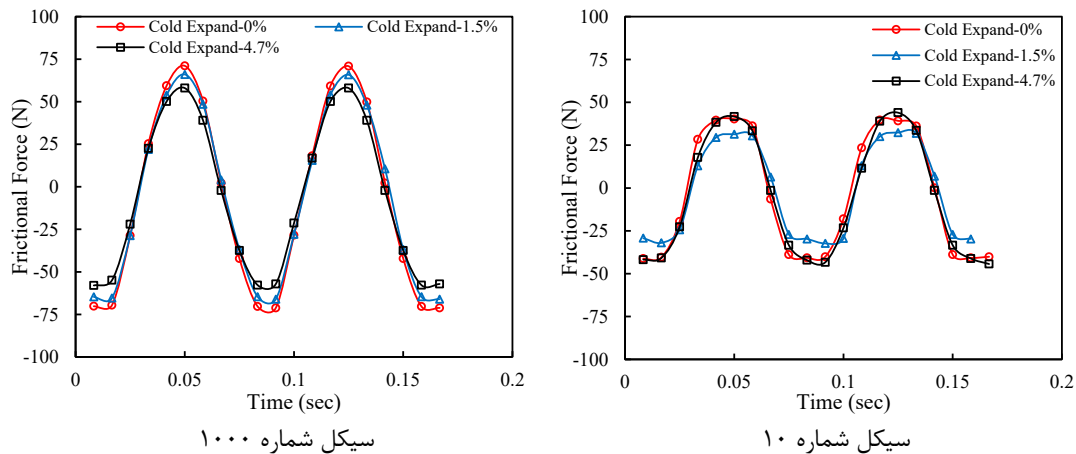 Cold Expand-0%
Cold Expand-1.5%
Cold Expand-4.7%
Frictional Force (N)
100
75
50
25
0
-25
-50
-75
-100
0
0.05
0.1
0.15
0.2
Time (sec)
سیکل شماره ۱۰۰۰
Cold Expand-0%
Cold Expand-1.5%
Cold Expand-4.7%
Frictional Force (N)
100
75
50
25
0
-25
-50
-75
-100
0
0.05
0.1
0.15
0.2
Time (sec)
سیکل شماره ۱۰